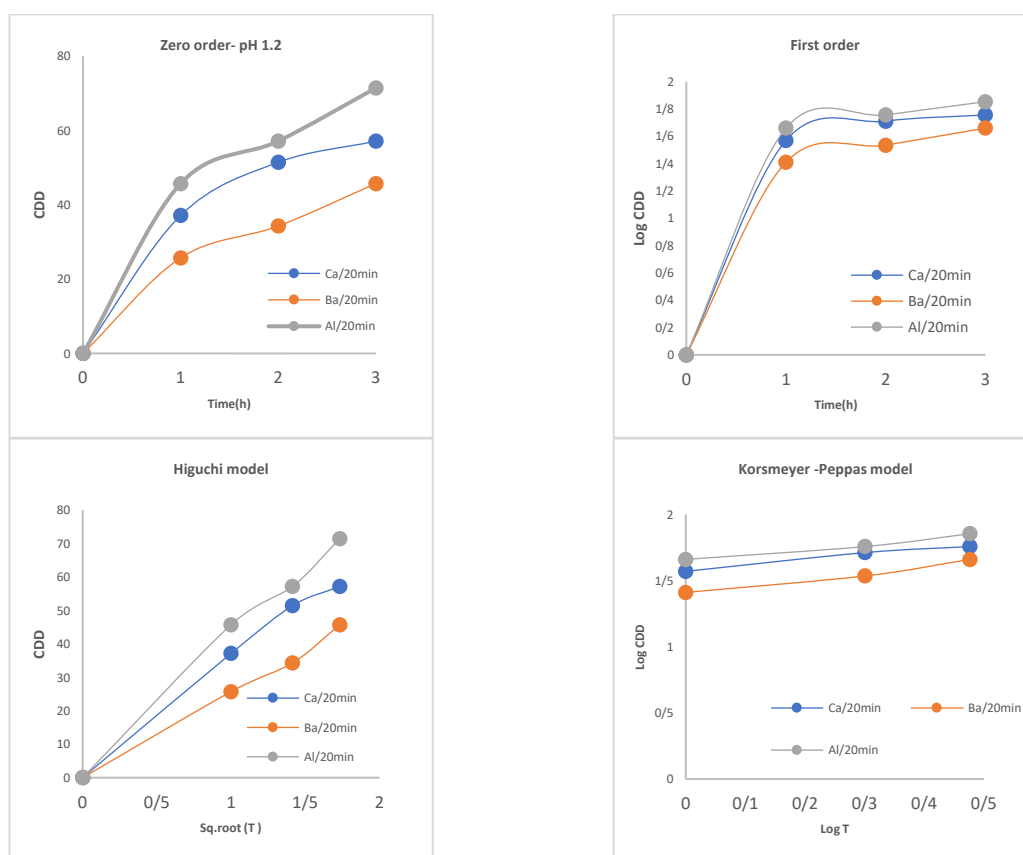 Zero order- pH 1.2
80
60
40
20
0
CDD
0 1 2 3
Time(h)
Ca/20min
Ba/20min
Al/20min
First order
2
1/8
1/6
1/4
1/2
1
0/8
0/6
0/4
0/2
0
Log CDD
0 1 2 3
Time(h)
Ca/20min
Ba/20min
Al/20min
Higuchi model
80
70
60
50
40
30
20
10
0
CDD
0 0/5 1 1/5 2
Sq.root (T )
Ca/20min
Ba/20min
Al/20min
Korsmeyer -Peppas model
2
1/5
1
0/5
0
Log CDD
0 0/1 0/2 0/3 0/4 0/5
Log T
Ca/20min Ba/20min
Al/20min